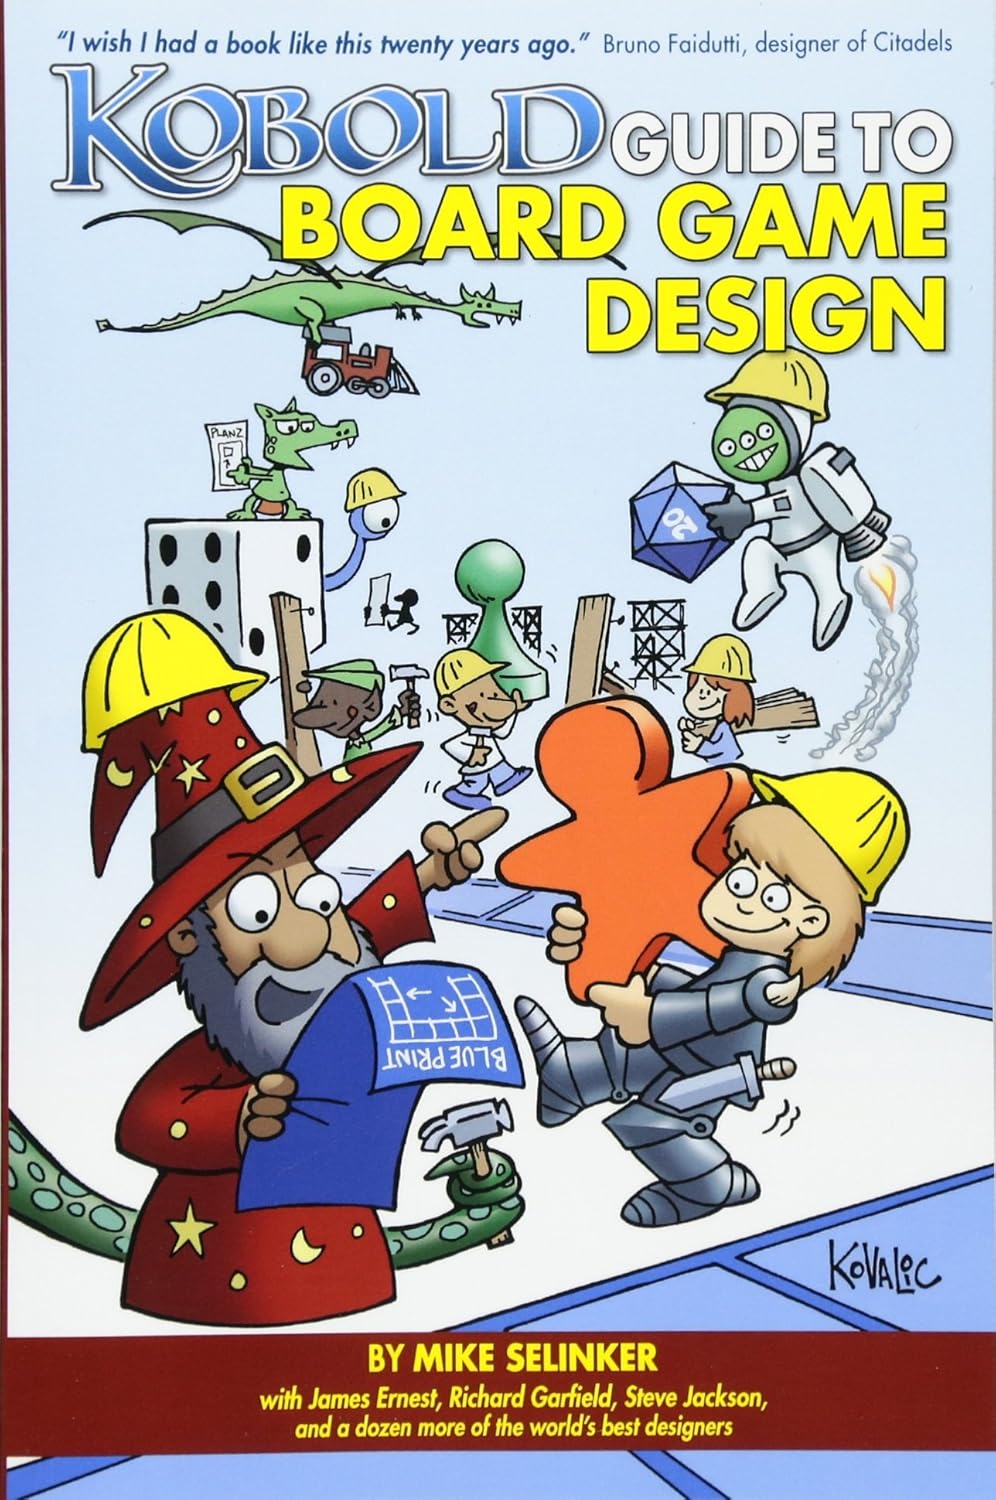 “I wish I had a book like this twenty years ago.” Bruno Faidutti, designer of Citadels
KOBOLD GUIDE TO
BOARD GAME
DESIGN
PLANZ
20
BLUEPRINT
KOVALIC
BY MIKE SELINKER
with James Ernest, Richard Garfield, Steve Jackson,
and a dozen more of the world’s best designers